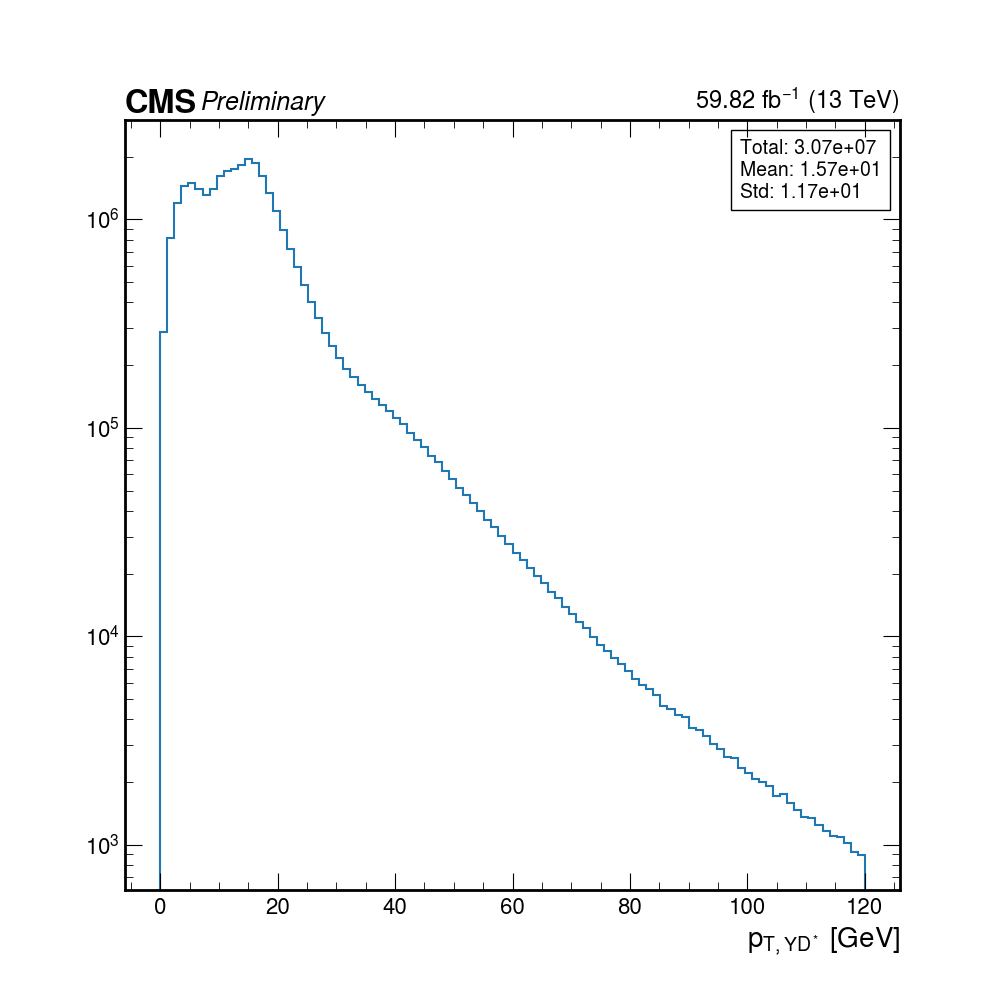 CMS Preliminary 59.82 fb⁻¹ (13 TeV)
Total: 3.07e+07
Mean: 1.57e+01
Std: 1.17e+01
10⁶
10⁵
10⁴
10³
0 20 40 60 80 100 120
p_{T, YD*} [GeV]